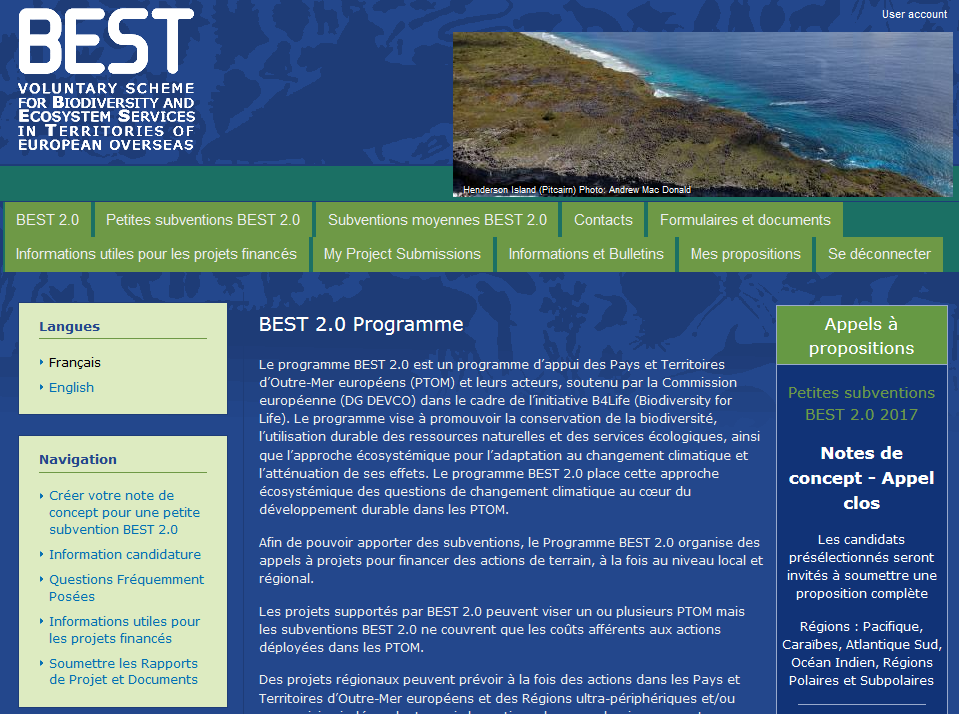 User account
BEST
VOLUNTARY SCHEME
FOR BIODIVERSITY AND
ECOSYSTEM SERVICES
IN TERRITORIES OF
EUROPEAN OVERSEAS
Henderson Island (Pitcairn) Photo: Andrew Mac Donald
BEST 2.0
Petites subventions BEST 2.0
Subventions moyennes BEST 2.0
Contacts
Formulaires et documents
Informations utiles pour les projets financés
My Project Submissions
Informations et Bulletins
Mes propositions
Se déconnecter
Langues
Français
English
Navigation
Créer votre note de
concept pour une petite
subvention BEST 2.0
Information candidature
Questions Fréquemment
Posées
Informations utiles pour
les projets financés
Soumettre les Rapports
de Projet et Documents
BEST 2.0 Programme
Le programme BEST 2.0 est un programme d’appui des Pays et Territoires
d’Outre-Mer européens (PTOM) et leurs acteurs, soutenu par la Commission
européenne (DG DEVCO) dans le cadre de l’initiative B4Life (Biodiversity for
Life). Le programme vise à promouvoir la conservation de la biodiversité,
l’utilisation durable des ressources naturelles et des services écologiques, ainsi
que l’approche écosystémique pour l’adaptation au changement climatique et
l’atténuation de ses effets. Le programme BEST 2.0 place cette approche
écosystémique des questions de changement climatique au cœur du
développement durable dans les PTOM.
Afin de pouvoir apporter des subventions, le Programme BEST 2.0 organise des
appels à projets pour financer des actions de terrain, à la fois au niveau local et
régional.
Les projets supportés par BEST 2.0 peuvent viser un ou plusieurs PTOM mais
les subventions BEST 2.0 ne couvrent que les coûts afférents aux actions
déployées dans les PTOM.
Des projets régionaux peuvent prévoir à la fois des actions dans les Pays et
Territoires d’Outre-Mer européens et des Régions ultra-périphériques et/ou
Appels à
propositions
Petites subventions
BEST 2.0 2017
Notes de
concept - Appel
clos
Les candidats
présélectionnés seront
invités à soumettre une
proposition complète
Régions : Pacifique,
Caraïbes, Atlantique Sud,
Océan Indien, Régions
Polaires et Subpolaires